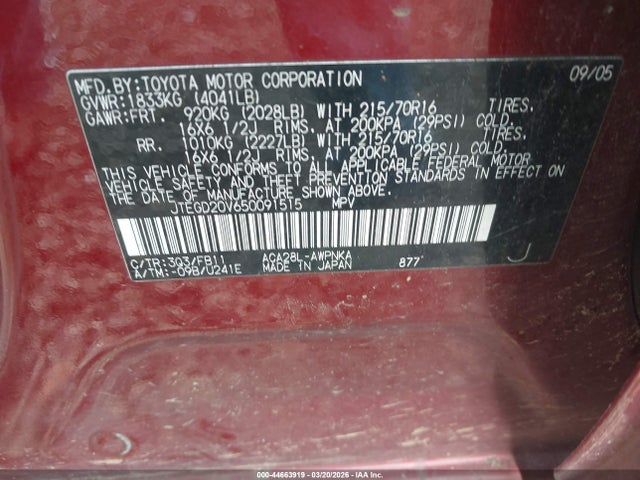 MFD. BY: TOYOTA MOTOR CORPORATION 09/05
GVWR: 1833KG (4041LB)
GAWR: FRT. 920KG (2028LB) WITH 215/70R16 TIRES.
16X6 1/2J RIMS. AT 200KPA (29PSI) COLD.
RR. 1010KG (2227LB) WITH 215/70R16 TIRES.
16X6 1/2J RIMS. AT 200KPA (29PSI) COLD.
THIS VEHICLE CONFORMS TO ALL APPLICABLE FEDERAL MOTOR
VEHICLE SAFETY AND THEFT PREVENTION STANDARDS IN EFFECT ON
THE DATE OF MANUFACTURE SHOWN ABOVE.
JTEGD20V650091515 MPV
C/TR: 3Q3/FB11 ACA28L-AWPNKA
A/TM: -09B/U241E MADE IN JAPAN 877
J
000-44663919 - 03/20/2026 - IAA Inc.